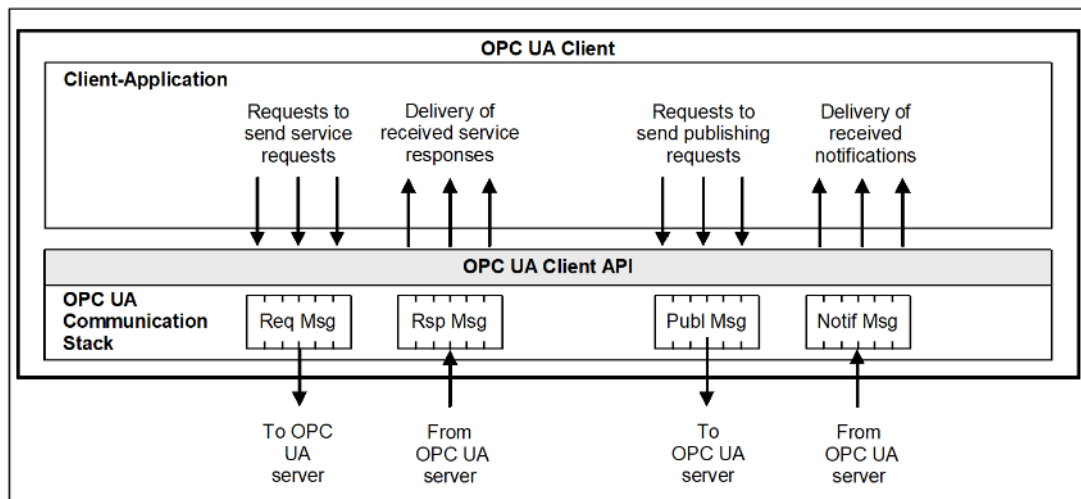 OPC UA Client
Client-Application
Requests to
send service
requests
Delivery of
received service
responses
Requests to
send publishing
requests
Delivery of
received
notifications
OPC UA Client API
OPC UA
Communication
Stack
Req Msg
Rsp Msg
Publ Msg
Notif Msg
To OPC
UA
server
From
OPC UA
server
To
OPC UA
server
From
OPC UA
server